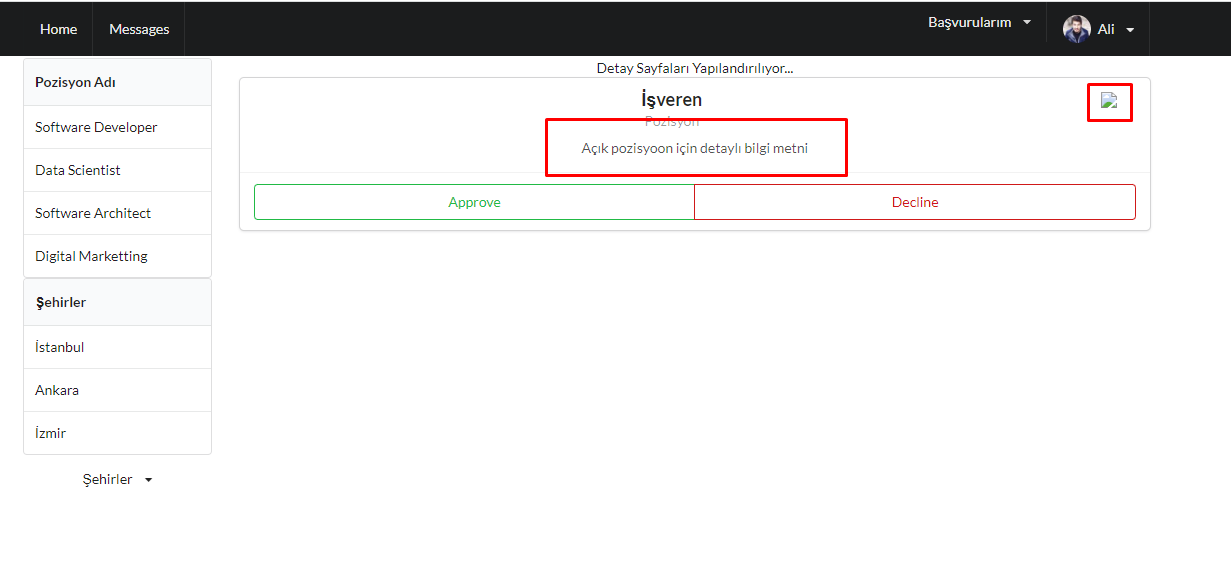 Home Messages Başvurularım Ali
Pozisyon Adı
Software Developer
Data Scientist
Software Architect
Digital Marketting
Şehirler
İstanbul
Ankara
İzmir
Şehirler
Detay Sayfaları Yapılandırılıyor...
İşveren
Pozisyon
Açık pozisyoon için detaylı bilgi metni
Approve Decline